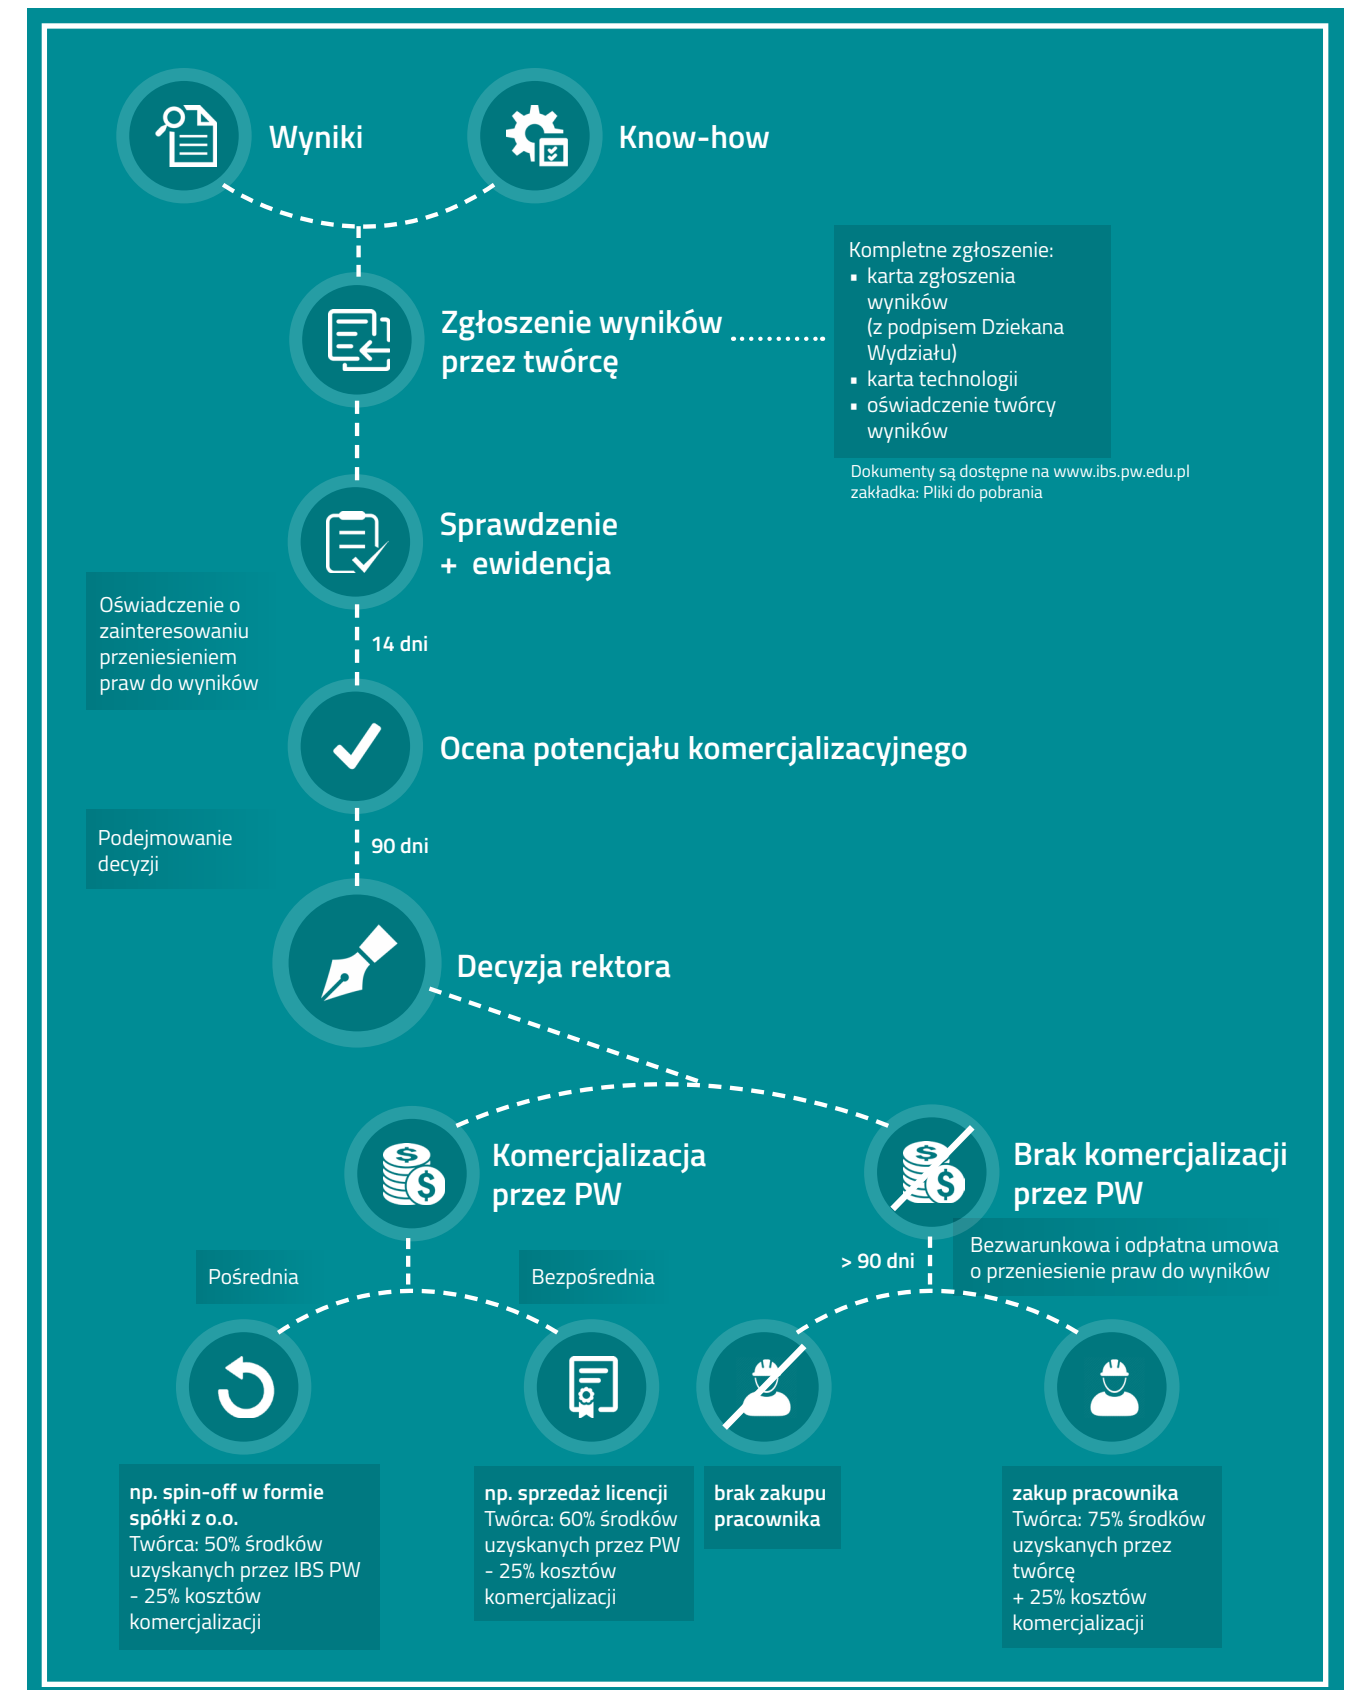 Wyniki
Know-how
Zgłoszenie wyników
przez twórcę
Kompletne zgłoszenie:
▪ karta zgłoszenia
wyników
(z podpisem Dziekana
Wydziału)
▪ karta technologii
▪ oświadczenie twórcy
wyników
Dokumenty są dostępne na www.ibs.pw.edu.pl
zakładka: Pliki do pobrania
Sprawdzenie
+ ewidencja
Oświadczenie o
zainteresowaniu
przeniesieniem
praw do wyników
14 dni
Ocena potencjału komercjalizacyjnego
Podejmowanie
decyzji
90 dni
Decyzja rektora
Komercjalizacja
przez PW
Brak komercjalizacji
przez PW
Pośrednia
Bezpośrednia
> 90 dni
Bezwarunkowa i odpłatna umowa
o przeniesienie praw do wyników
np. spin-off w formie
spółki z o.o.
Twórca: 50% środków
uzyskanych przez IBS PW
- 25% kosztów
komercjalizacji
np. sprzedaż licencji
Twórca: 60% środków
uzyskanych przez PW
- 25% kosztów
komercjalizacji
brak zakupu
pracownika
zakup pracownika
Twórca: 75% środków
uzyskanych przez
twórcę
+ 25% kosztów
komercjalizacji